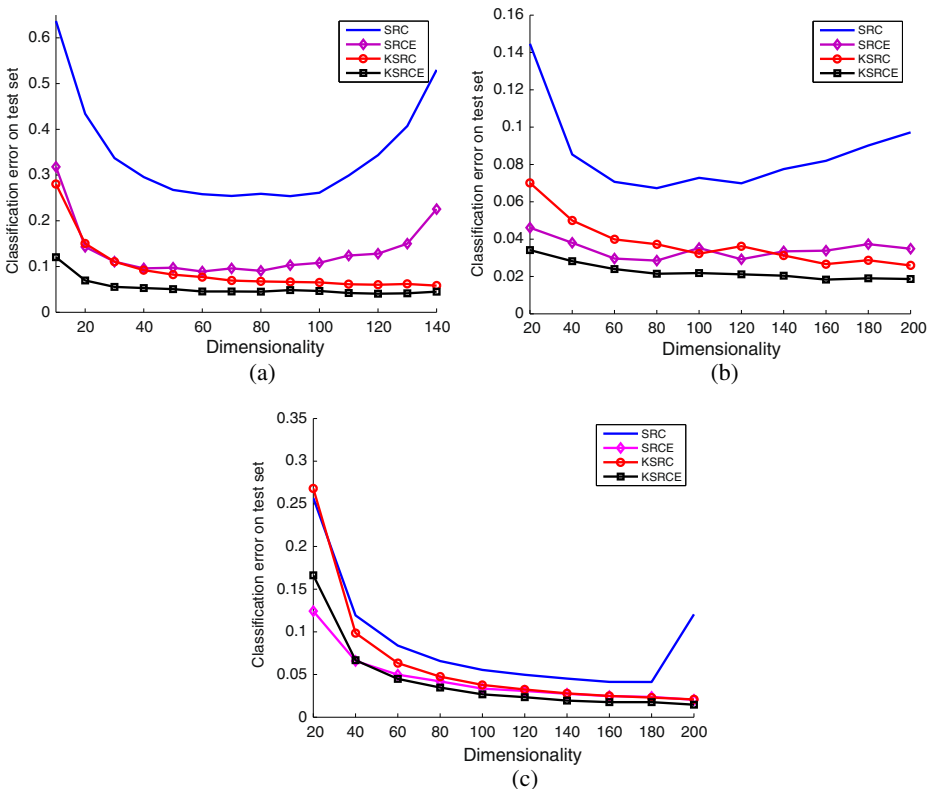 0.6
0.5
0.4
0.3
0.2
0.1
0
Classification error on test set
SRC
SRCE
KSRC
KSRCE
20 40 60 80 100 120 140
Dimensionality
(a)
0.16
0.14
0.12
0.1
0.08
0.06
0.04
0.02
0
Classification error on test set
SRC
SRCE
KSRC
KSRCE
20 40 60 80 100 120 140 160 180 200
Dimensionality
(b)
0.35
0.3
0.25
0.2
0.15
0.1
0.05
0
Classification error on test set
SRC
SRCE
KSRC
KSRCE
20 40 60 80 100 120 140 160 180 200
Dimensionality
(c)